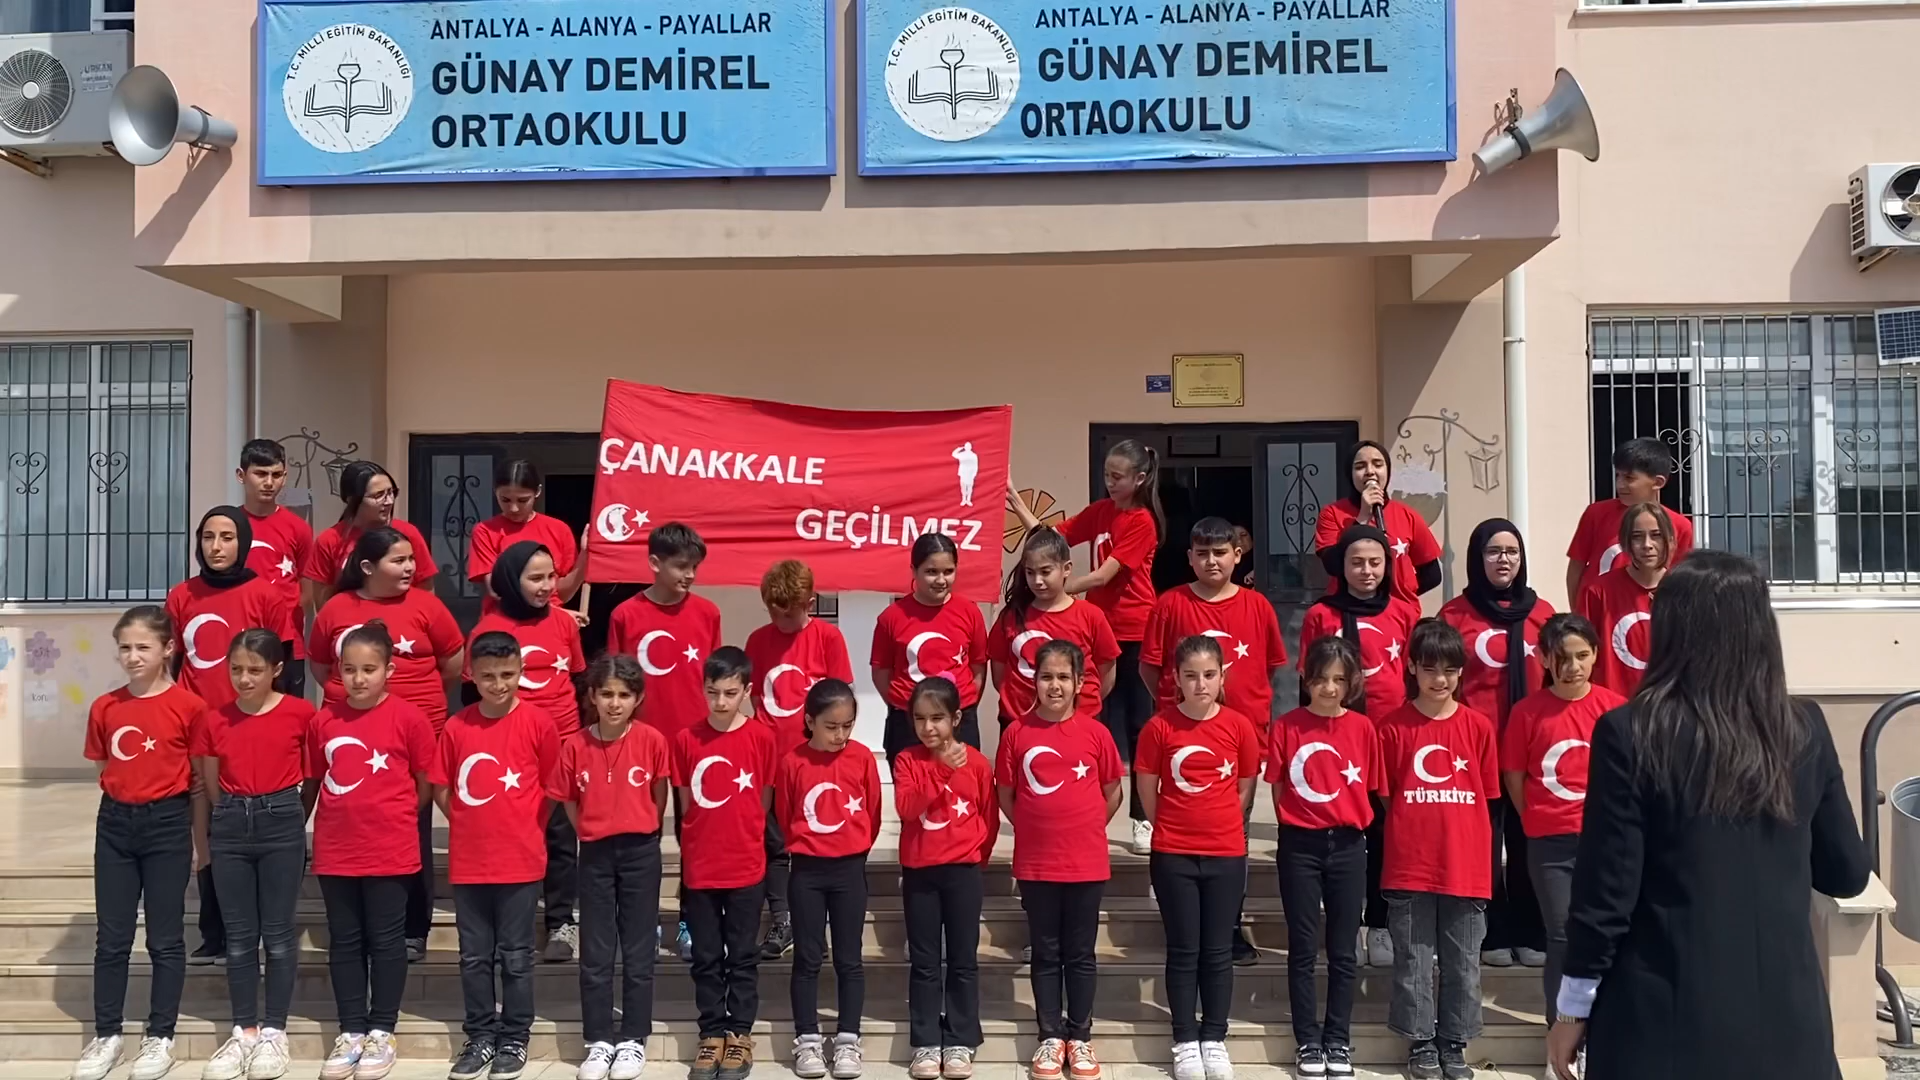 T.C. MİLLİ EĞİTİM BAKANLIĞI
ANTALYA - ALANYA - PAYALLAR
GÜNAY DEMİREL
ORTAOKULU
T.C. MİLLİ EĞİTİM BAKANLIĞI
ANTALYA - ALANYA - PAYALLAR
GÜNAY DEMİREL
ORTAOKULU
ÇANAKKALE
GEÇİLMEZ
TÜRKİYE